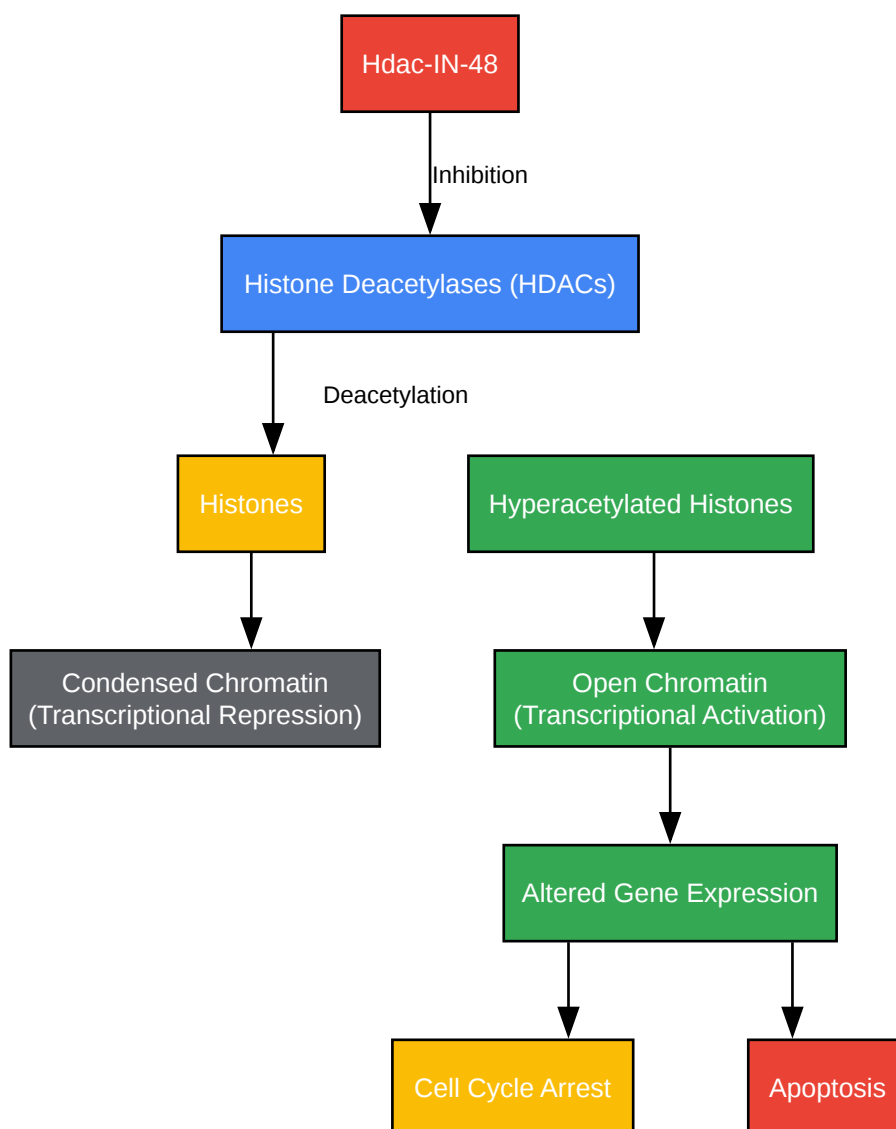 Hdac-IN-48
Inhibition
Histone Deacetylases (HDACs)
Deacetylation
Histones
Hyperacetylated Histones
Condensed Chromatin
(Transcriptional Repression)
Open Chromatin
(Transcriptional Activation)
Altered Gene Expression
Cell Cycle Arrest
Apoptosis